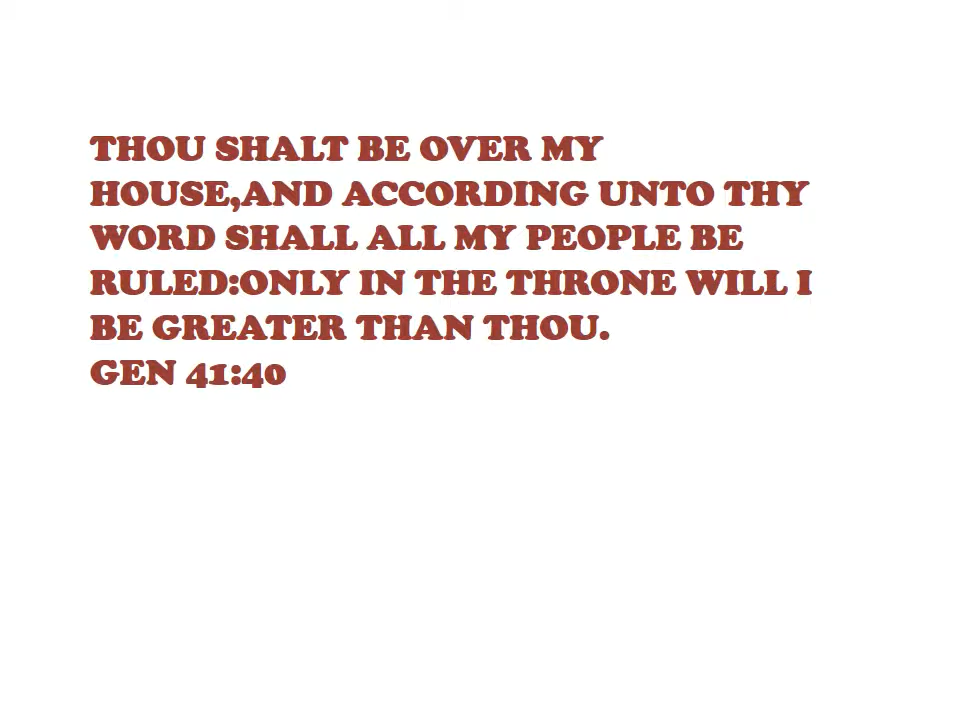 THOU SHALT BE OVER MY
HOUSE,AND ACCORDING UNTO THY
WORD SHALL ALL MY PEOPLE BE
RULED:ONLY IN THE THRONE WILL I
BE GREATER THAN THOU.
GEN 41:40